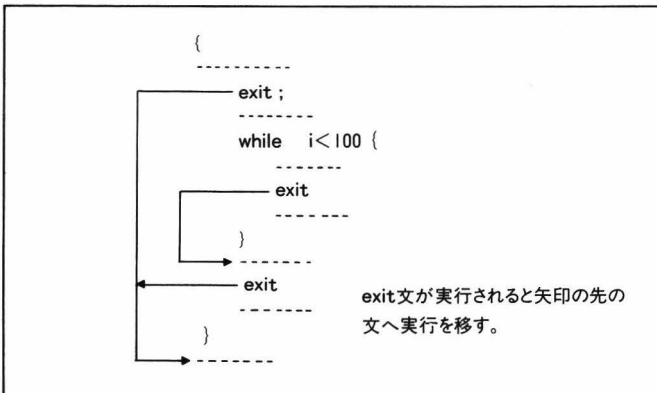 {
----------
exit ;
--------
while i<100 {
-------
exit
-------
}
-------
exit
-------
exit文が実行されると矢印の先の
文へ実行を移す。
}
--------